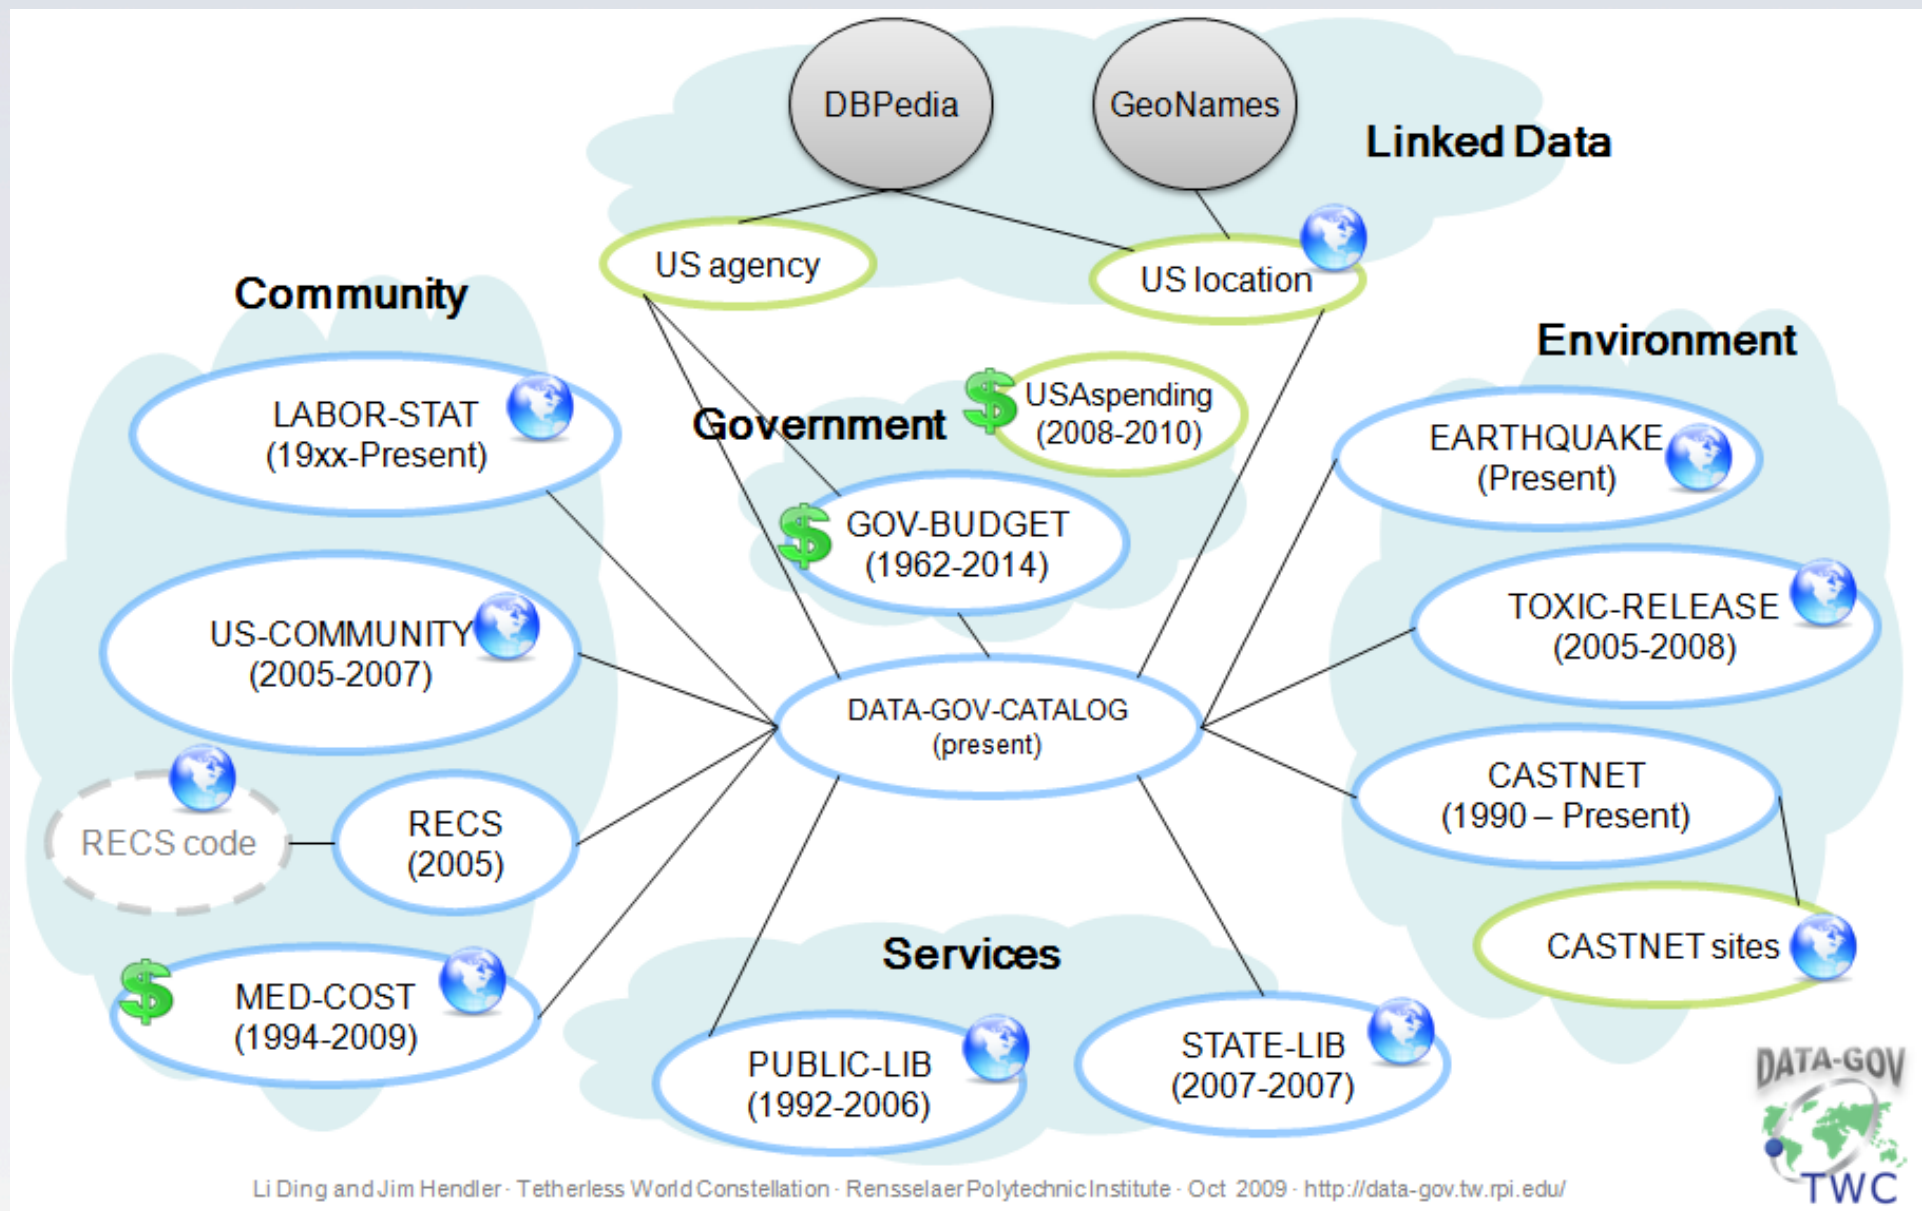 DBPedia
GeoNames
Linked Data
US agency
US location
Community
Environment
LABOR-STAT
(19xx-Present)
Government
USAspending
(2008-2010)
EARTHQUAKE
(Present)
GOV-BUDGET
(1962-2014)
US-COMMUNITY
(2005-2007)
TOXIC-RELEASE
(2005-2008)
DATA-GOV-CATALOG
(present)
RECS code
RECS
(2005)
CASTNET
(1990 – Present)
CASTNET sites
Services
MED-COST
(1994-2009)
PUBLIC-LIB
(1992-2006)
STATE-LIB
(2007-2007)
DATA-GOV
TWC
Li Ding and Jim Hendler - Tetherless World Constellation - Rensselaer Polytechnic Institute - Oct 2009 - http://data-gov.tw.rpi.edu/
$
$
$